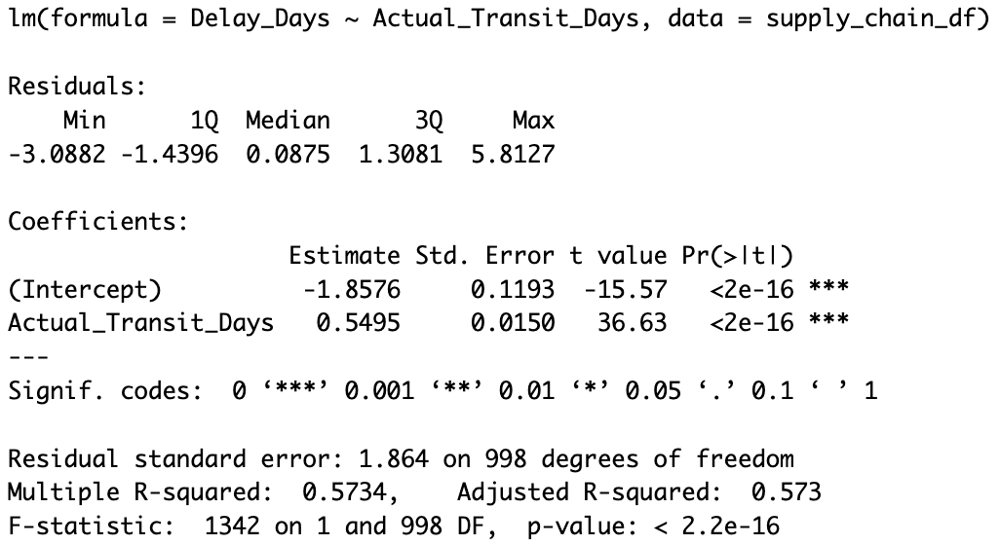 lm(formula = Delay_Days ~ Actual_Transit_Days, data = supply_chain_df)
Residuals:
    Min      1Q  Median      3Q     Max
-3.0882 -1.4396  0.0875  1.3081  5.8127
Coefficients:
                    Estimate Std. Error t value Pr(>|t|)
(Intercept)          -1.8576     0.1193  -15.57   <2e-16 ***
Actual_Transit_Days   0.5495     0.0150   36.63   <2e-16 ***
---
Signif. codes:  0 ‘***’ 0.001 ‘**’ 0.01 ‘*’ 0.05 ‘.’ 0.1 ‘ ’ 1
Residual standard error: 1.864 on 998 degrees of freedom
Multiple R-squared:  0.5734,    Adjusted R-squared:  0.573
F-statistic:  1342 on 1 and 998 DF,  p-value: < 2.2e-16